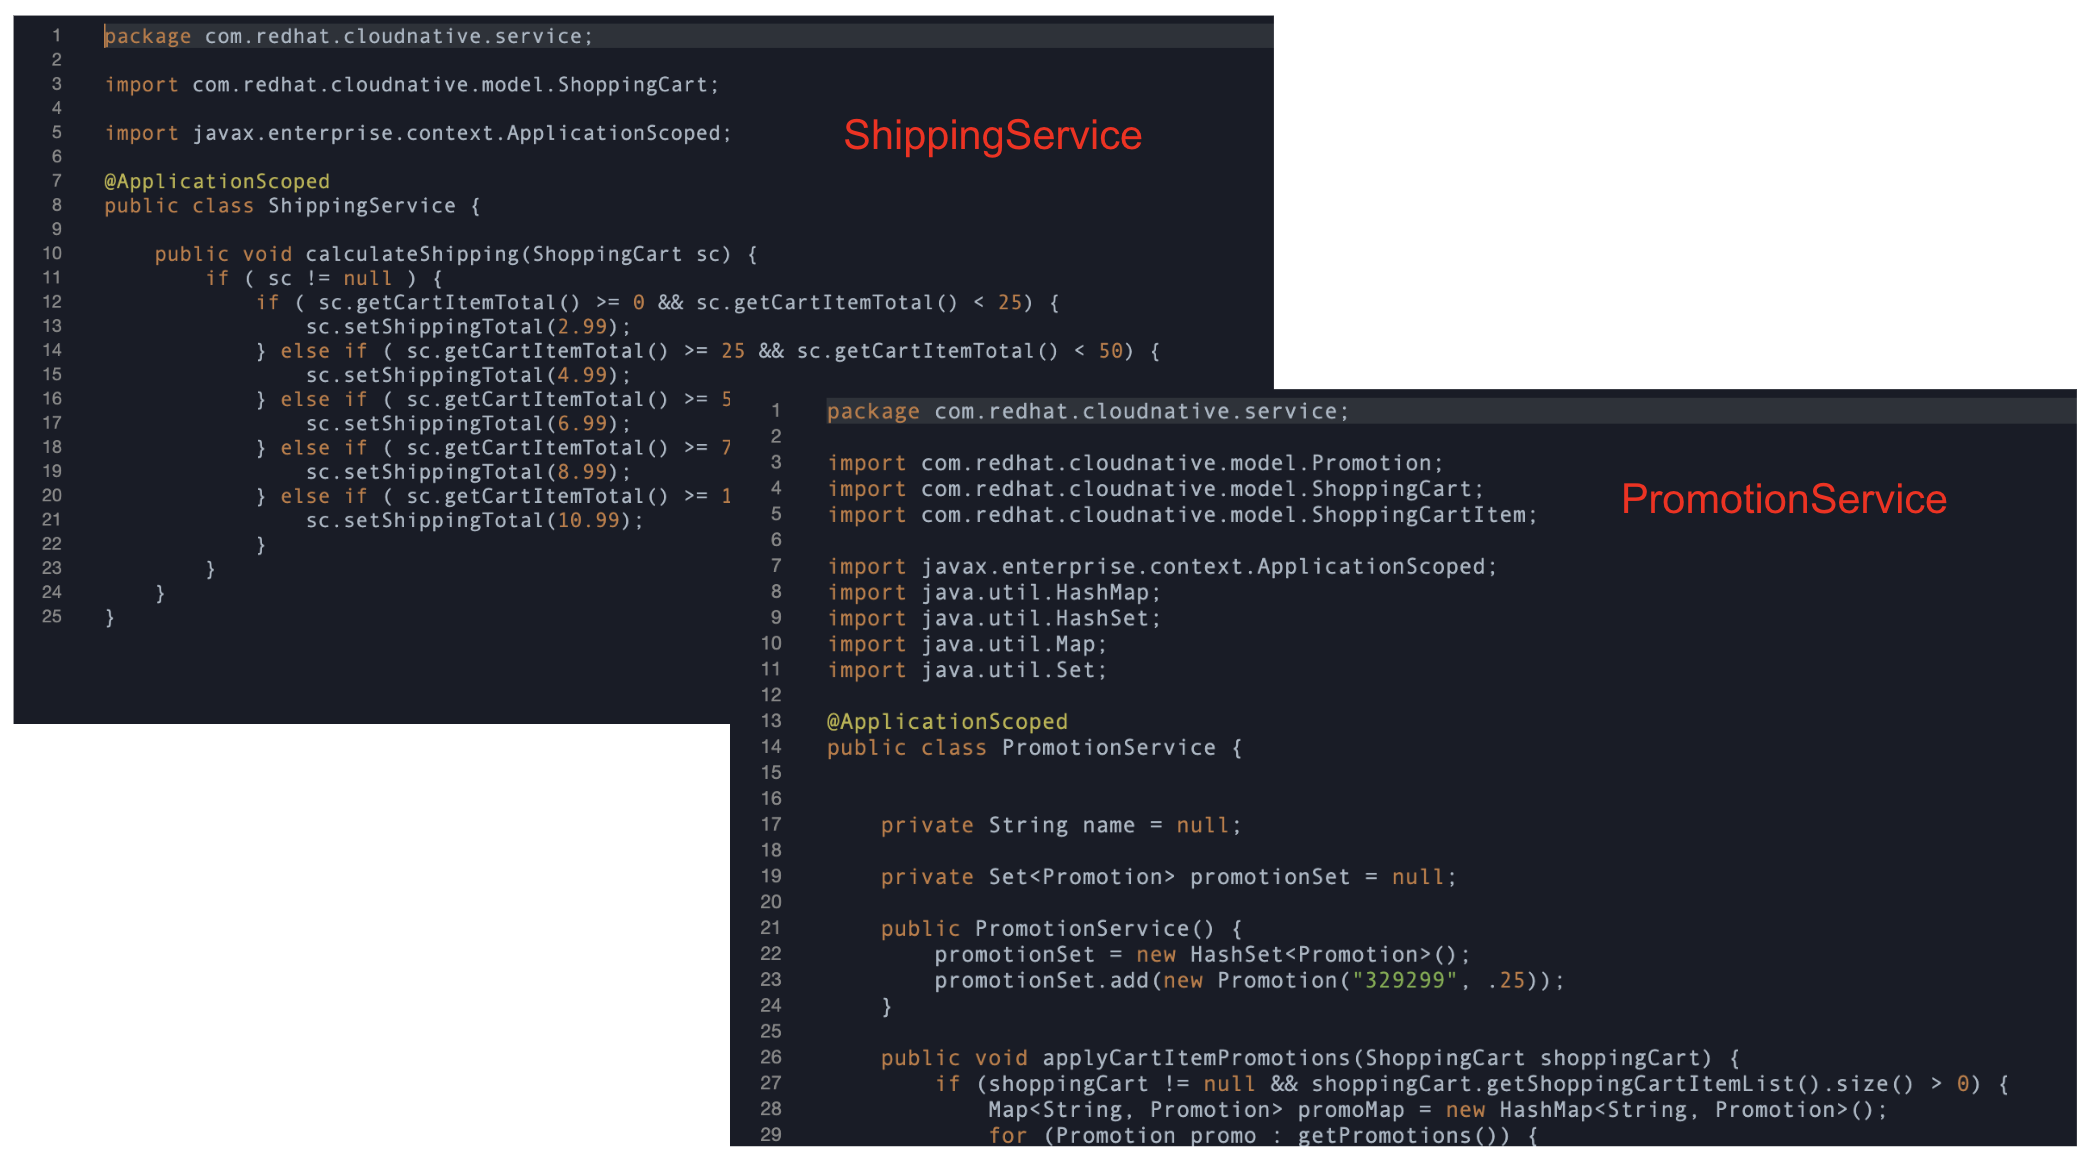 1 package com.redhat.cloudnative.service;
2
3 import com.redhat.cloudnative.model.ShoppingCart;
4
5 import javax.enterprise.context.ApplicationScoped;
6
7 @ApplicationScoped
8 public class ShippingService {
9
10 public void calculateShipping(ShoppingCart sc) {
11 if ( sc != null ) {
12 if ( sc.getCartItemTotal() >= 0 && sc.getCartItemTotal() < 25) {
13 sc.setShippingTotal(2.99);
14 } else if ( sc.getCartItemTotal() >= 25 && sc.getCartItemTotal() < 50) {
15 sc.setShippingTotal(4.99);
16 } else if ( sc.getCartItemTotal() >= 5
17 sc.setShippingTotal(6.99);
18 } else if ( sc.getCartItemTotal() >= 7
19 sc.setShippingTotal(8.99);
20 } else if ( sc.getCartItemTotal() >= 1
21 sc.setShippingTotal(10.99);
22 }
23 }
24 }
25 }
ShippingService
1 package com.redhat.cloudnative.service;
2
3 import com.redhat.cloudnative.model.Promotion;
4 import com.redhat.cloudnative.model.ShoppingCart;
5 import com.redhat.cloudnative.model.ShoppingCartItem;
6
7 import javax.enterprise.context.ApplicationScoped;
8 import java.util.HashMap;
9 import java.util.HashSet;
10 import java.util.Map;
11 import java.util.Set;
12
13 @ApplicationScoped
14 public class PromotionService {
15
16
17 private String name = null;
18
19 private Set<Promotion> promotionSet = null;
20
21 public PromotionService() {
22 promotionSet = new HashSet<Promotion>();
23 promotionSet.add(new Promotion("329299", .25));
24 }
25
26 public void applyCartItemPromotions(ShoppingCart shoppingCart) {
27 if (shoppingCart != null && shoppingCart.getShoppingCartItemList().size() > 0) {
28 Map<String, Promotion> promoMap = new HashMap<String, Promotion>();
29 for (Promotion promo : getPromotions()) {
PromotionService